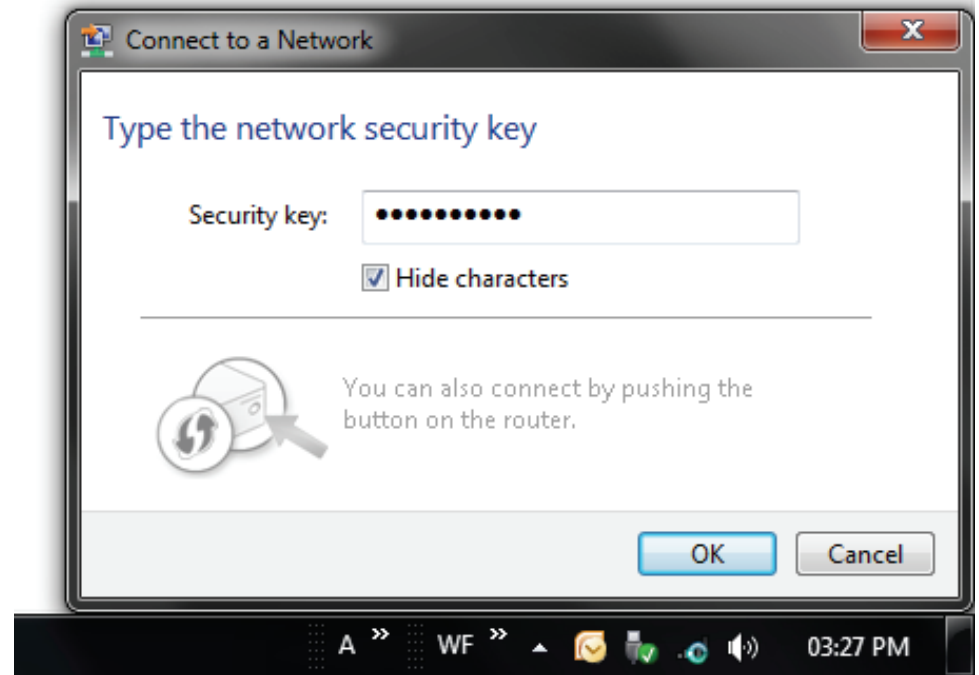 Connect to a Network
Type the network security key
Security key: ••••••••••
Hide characters
You can also connect by pushing the
button on the router.
OK Cancel
A » WF » 03:27 PM